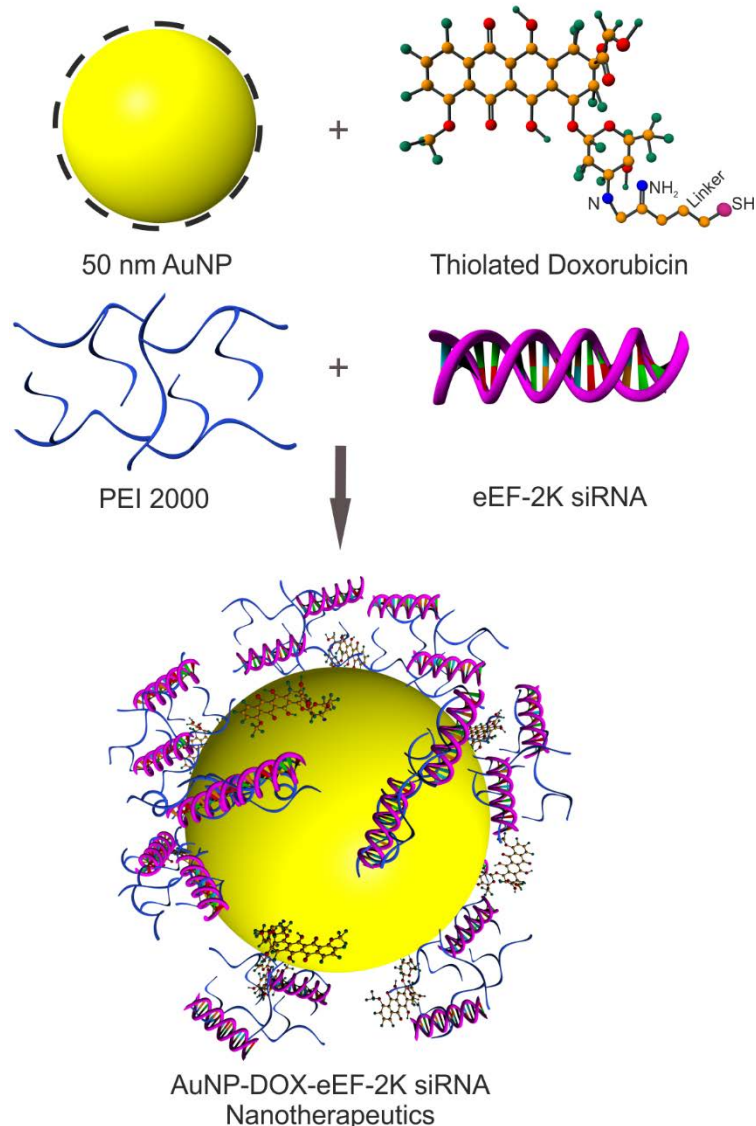 +
50 nm AuNP
Thiolated Doxorubicin
N
NH₂
Linker
SH
+
PEI 2000
eEF-2K siRNA
AuNP-DOX-eEF-2K siRNA
Nanotherapeutics